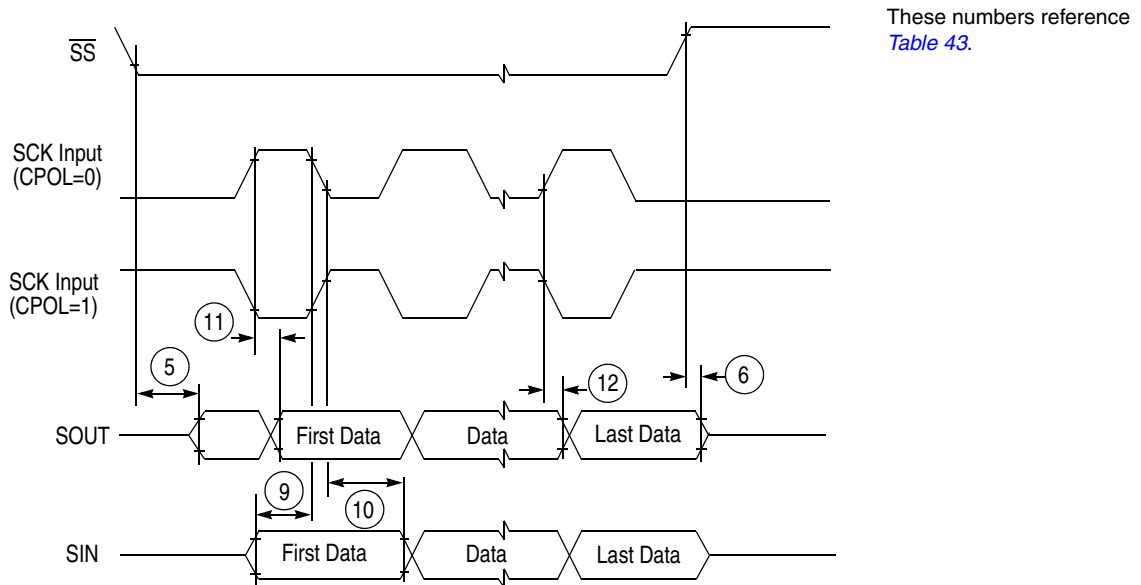 These numbers reference
Table 43.
SS
SCK Input
(CPOL=0)
SCK Input
(CPOL=1)
11
5
12
6
SOUT
First Data
Data
Last Data
9
10
SIN
First Data
Data
Last Data